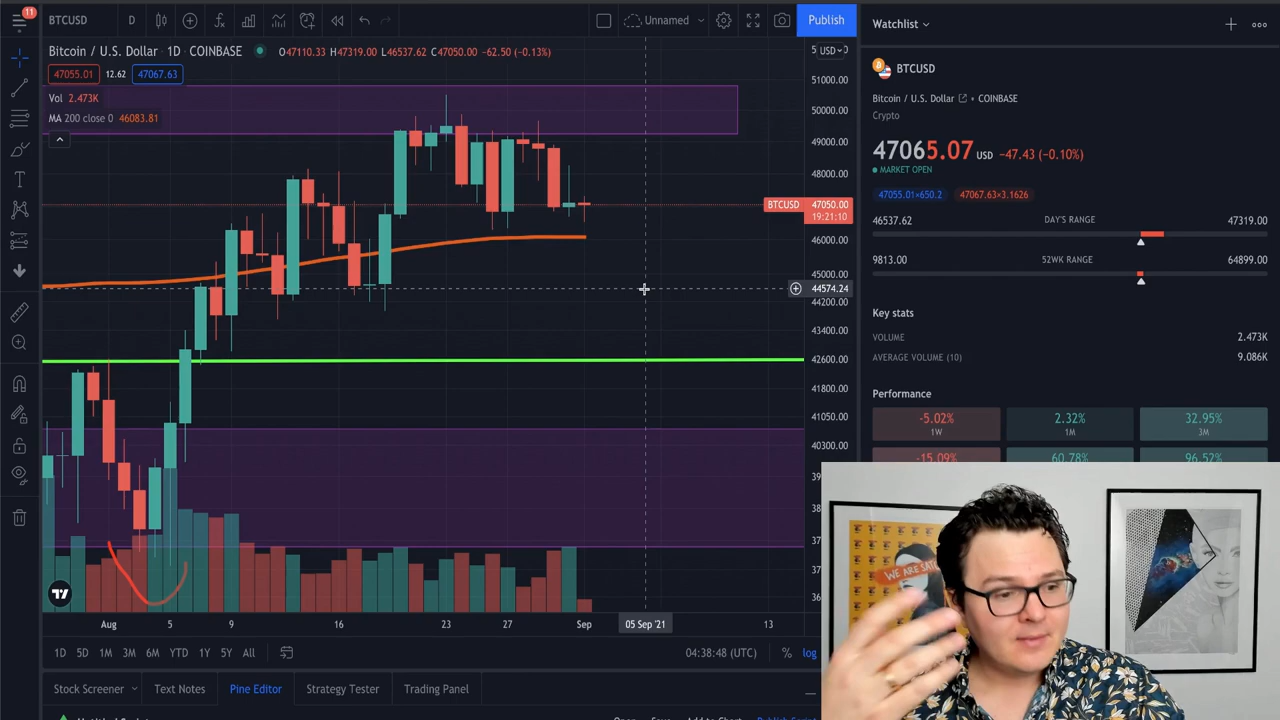 11
BTCUSD
D
Unnamed
Publish
Watchlist
Bitcoin / U.S. Dollar · 1D · COINBASE
O47110.33 H47319.00 L46537.62 C47050.00 −62.50 (−0.13%)
47055.01
12.62
47067.63
Vol 2.473K
MA 200 close 0 46083.81
USD
51000.00
50000.00
49000.00
48000.00
BTCUSD
47050.00
19:21:10
46000.00
45000.00
44574.24
44200.00
43400.00
42600.00
41800.00
41050.00
40300.00
Aug
5
9
16
23
27
Sep
05 Sep '21
13
1D
5D
1M
3M
6M
YTD
1Y
5Y
All
04:38:48 (UTC)
%
log
Stock Screener
Text Notes
Pine Editor
Strategy Tester
Trading Panel
BTCUSD
Bitcoin / U.S. Dollar
COINBASE
Crypto
47065.07 USD −47.43 (−0.10%)
MARKET OPEN
47055.01×650.2
47067.63×3.1626
46537.62
DAY'S RANGE
47319.00
9813.00
52WK RANGE
64899.00
Key stats
VOLUME
2.473K
AVERAGE VOLUME (10)
9.086K
Performance
-5.02%
1W
2.32%
1M
32.95%
3M
-15.09%
60.78%
96.52%
WE ARE SATO